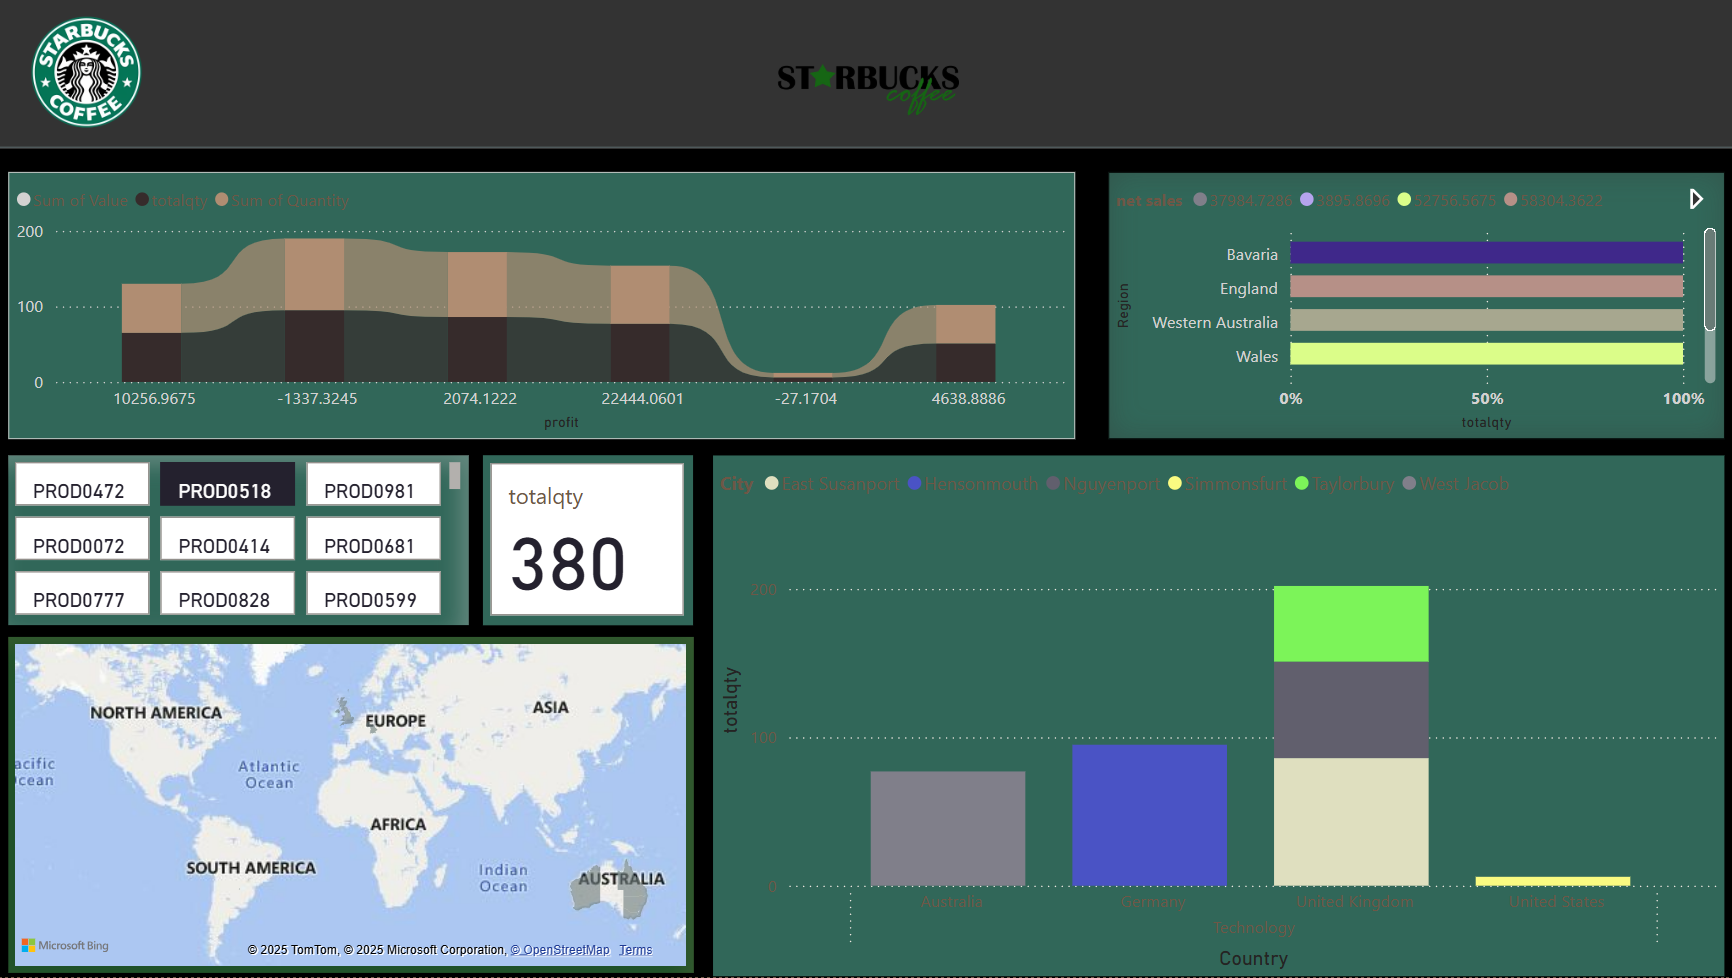 STARBUCKS
COFFEE
ST★RBUCKS
coffee
Sum of Value totalqty Sum of Quantity
200
100
0
10256.9675 -1337.3245 2074.1222 22444.0601 -27.1704 4638.8886
profit
net sales 37984.7286 3895.8696 52756.5675 58304.3622
Region
Bavaria
England
Western Australia
Wales
0% 50% 100%
totalqty
PROD0472 PROD0518 PROD0981
PROD0072 PROD0414 PROD0681
PROD0777 PROD0828 PROD0599
totalqty
380
City East Susanport Hensonmouth Nguyenport Simmonsfurt Taylorbury West Jacob
totalqty
200
100
0
Australia Germany United Kingdom United States
Technology
Country
NORTH AMERICA
EUROPE
ASIA
acific
cean
Atlantic
Ocean
AFRICA
SOUTH AMERICA
Indian
Ocean
AUSTRALIA
Microsoft Bing
© 2025 TomTom, © 2025 Microsoft Corporation, © OpenStreetMap Terms